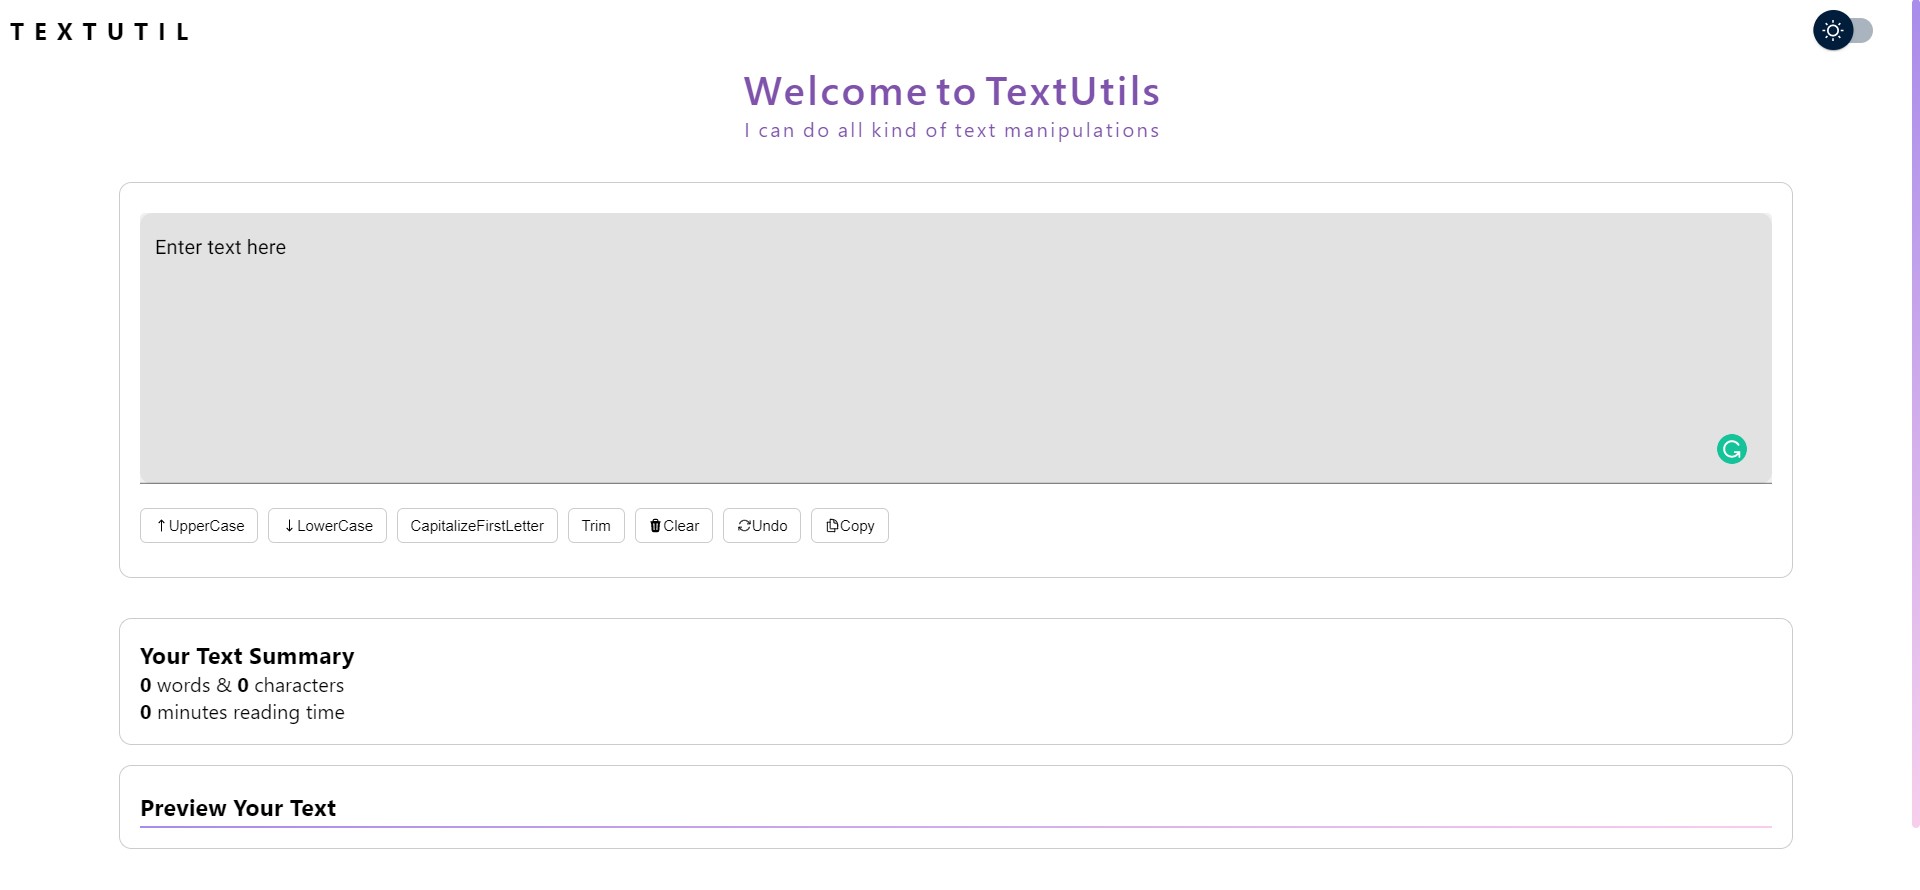 TEXTUTIL
Welcome to TextUtils
I can do all kind of text manipulations
Enter text here
UpperCase LowerCase CapitalizeFirstLetter Trim Clear Undo Copy
Your Text Summary
0 words & 0 characters
0 minutes reading time
Preview Your Text